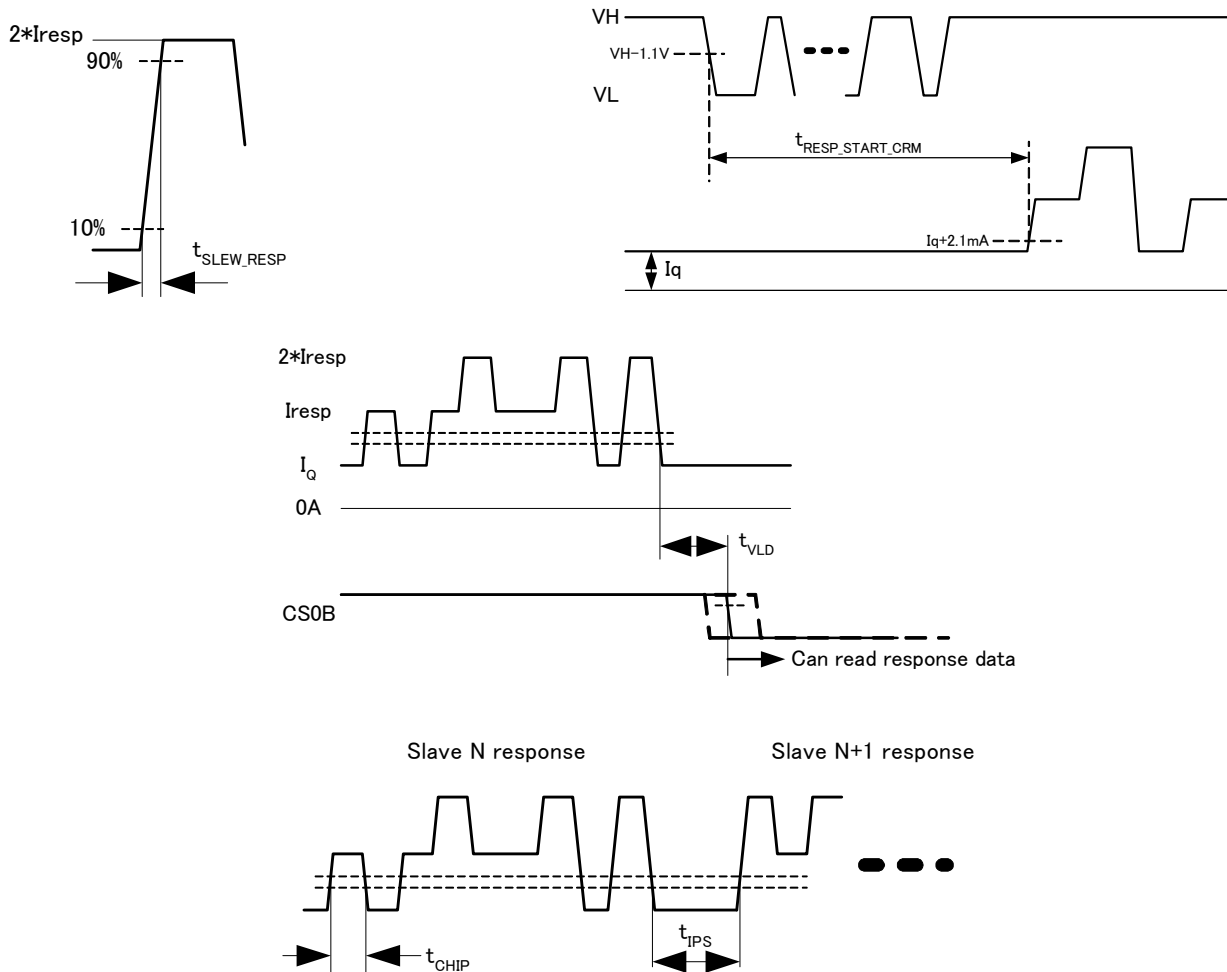 2*Iresp
90%
10%
tSLEW_RESP
VH
VH-1.1V
VL
tRESP_START_CRM
Iq+2.1mA
Iq
2*Iresp
Iresp
IQ
0A
tVLD
CS0B
Can read response data
Slave N response
Slave N+1 response
tIPS
tCHIP